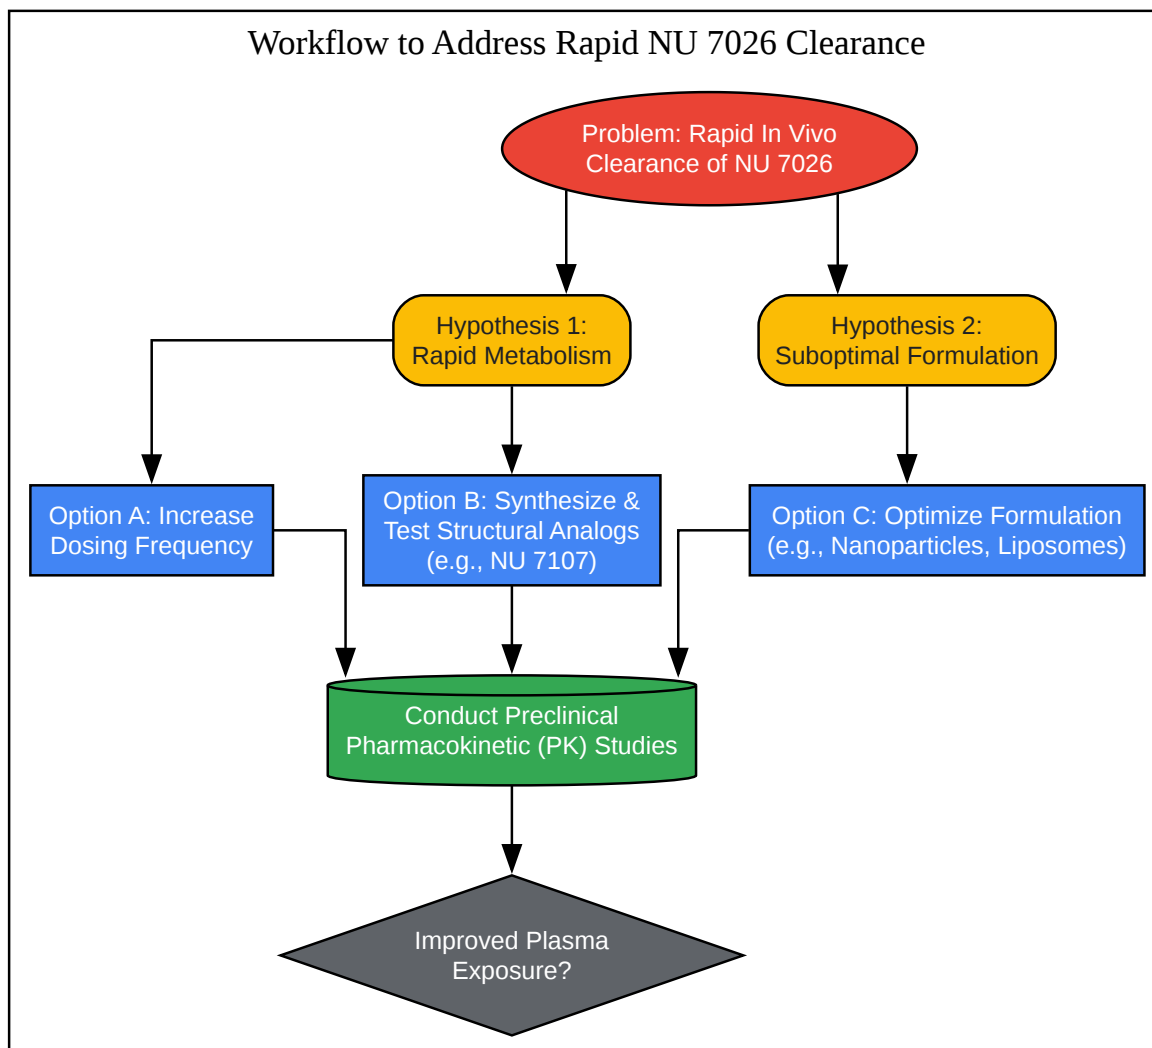 Workflow to Address Rapid NU 7026 Clearance
Problem: Rapid In Vivo
Clearance of NU 7026
Hypothesis 1:
Rapid Metabolism
Hypothesis 2:
Suboptimal Formulation
Option A: Increase
Dosing Frequency
Option B: Synthesize &
Test Structural Analogs
(e.g., NU 7107)
Option C: Optimize Formulation
(e.g., Nanoparticles, Liposomes)
Conduct Preclinical
Pharmacokinetic (PK) Studies
Improved Plasma
Exposure?